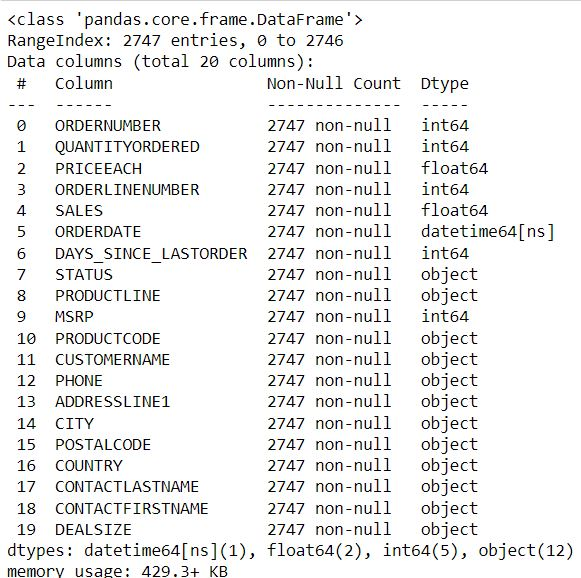 <class 'pandas.core.frame.DataFrame'>
RangeIndex: 2747 entries, 0 to 2746
Data columns (total 20 columns):
 #   Column              Non-Null Count  Dtype
---  ------              --------------  -----
 0   ORDERNUMBER         2747 non-null   int64
 1   QUANTITYORDERED     2747 non-null   int64
 2   PRICEEACH           2747 non-null   float64
 3   ORDERLINENUMBER     2747 non-null   int64
 4   SALES               2747 non-null   float64
 5   ORDERDATE           2747 non-null   datetime64[ns]
 6   DAYS_SINCE_LASTORDER  2747 non-null   int64
 7   STATUS              2747 non-null   object
 8   PRODUCTLINE         2747 non-null   object
 9   MSRP                2747 non-null   int64
 10  PRODUCTCODE         2747 non-null   object
 11  CUSTOMERNAME        2747 non-null   object
 12  PHONE               2747 non-null   object
 13  ADDRESSLINE1        2747 non-null   object
 14  CITY                2747 non-null   object
 15  POSTALCODE          2747 non-null   object
 16  COUNTRY             2747 non-null   object
 17  CONTACTLASTNAME     2747 non-null   object
 18  CONTACTFIRSTNAME    2747 non-null   object
 19  DEALSIZE            2747 non-null   object
dtypes: datetime64[ns](1), float64(2), int64(5), object(12)
memory usage: 429.3+ KB